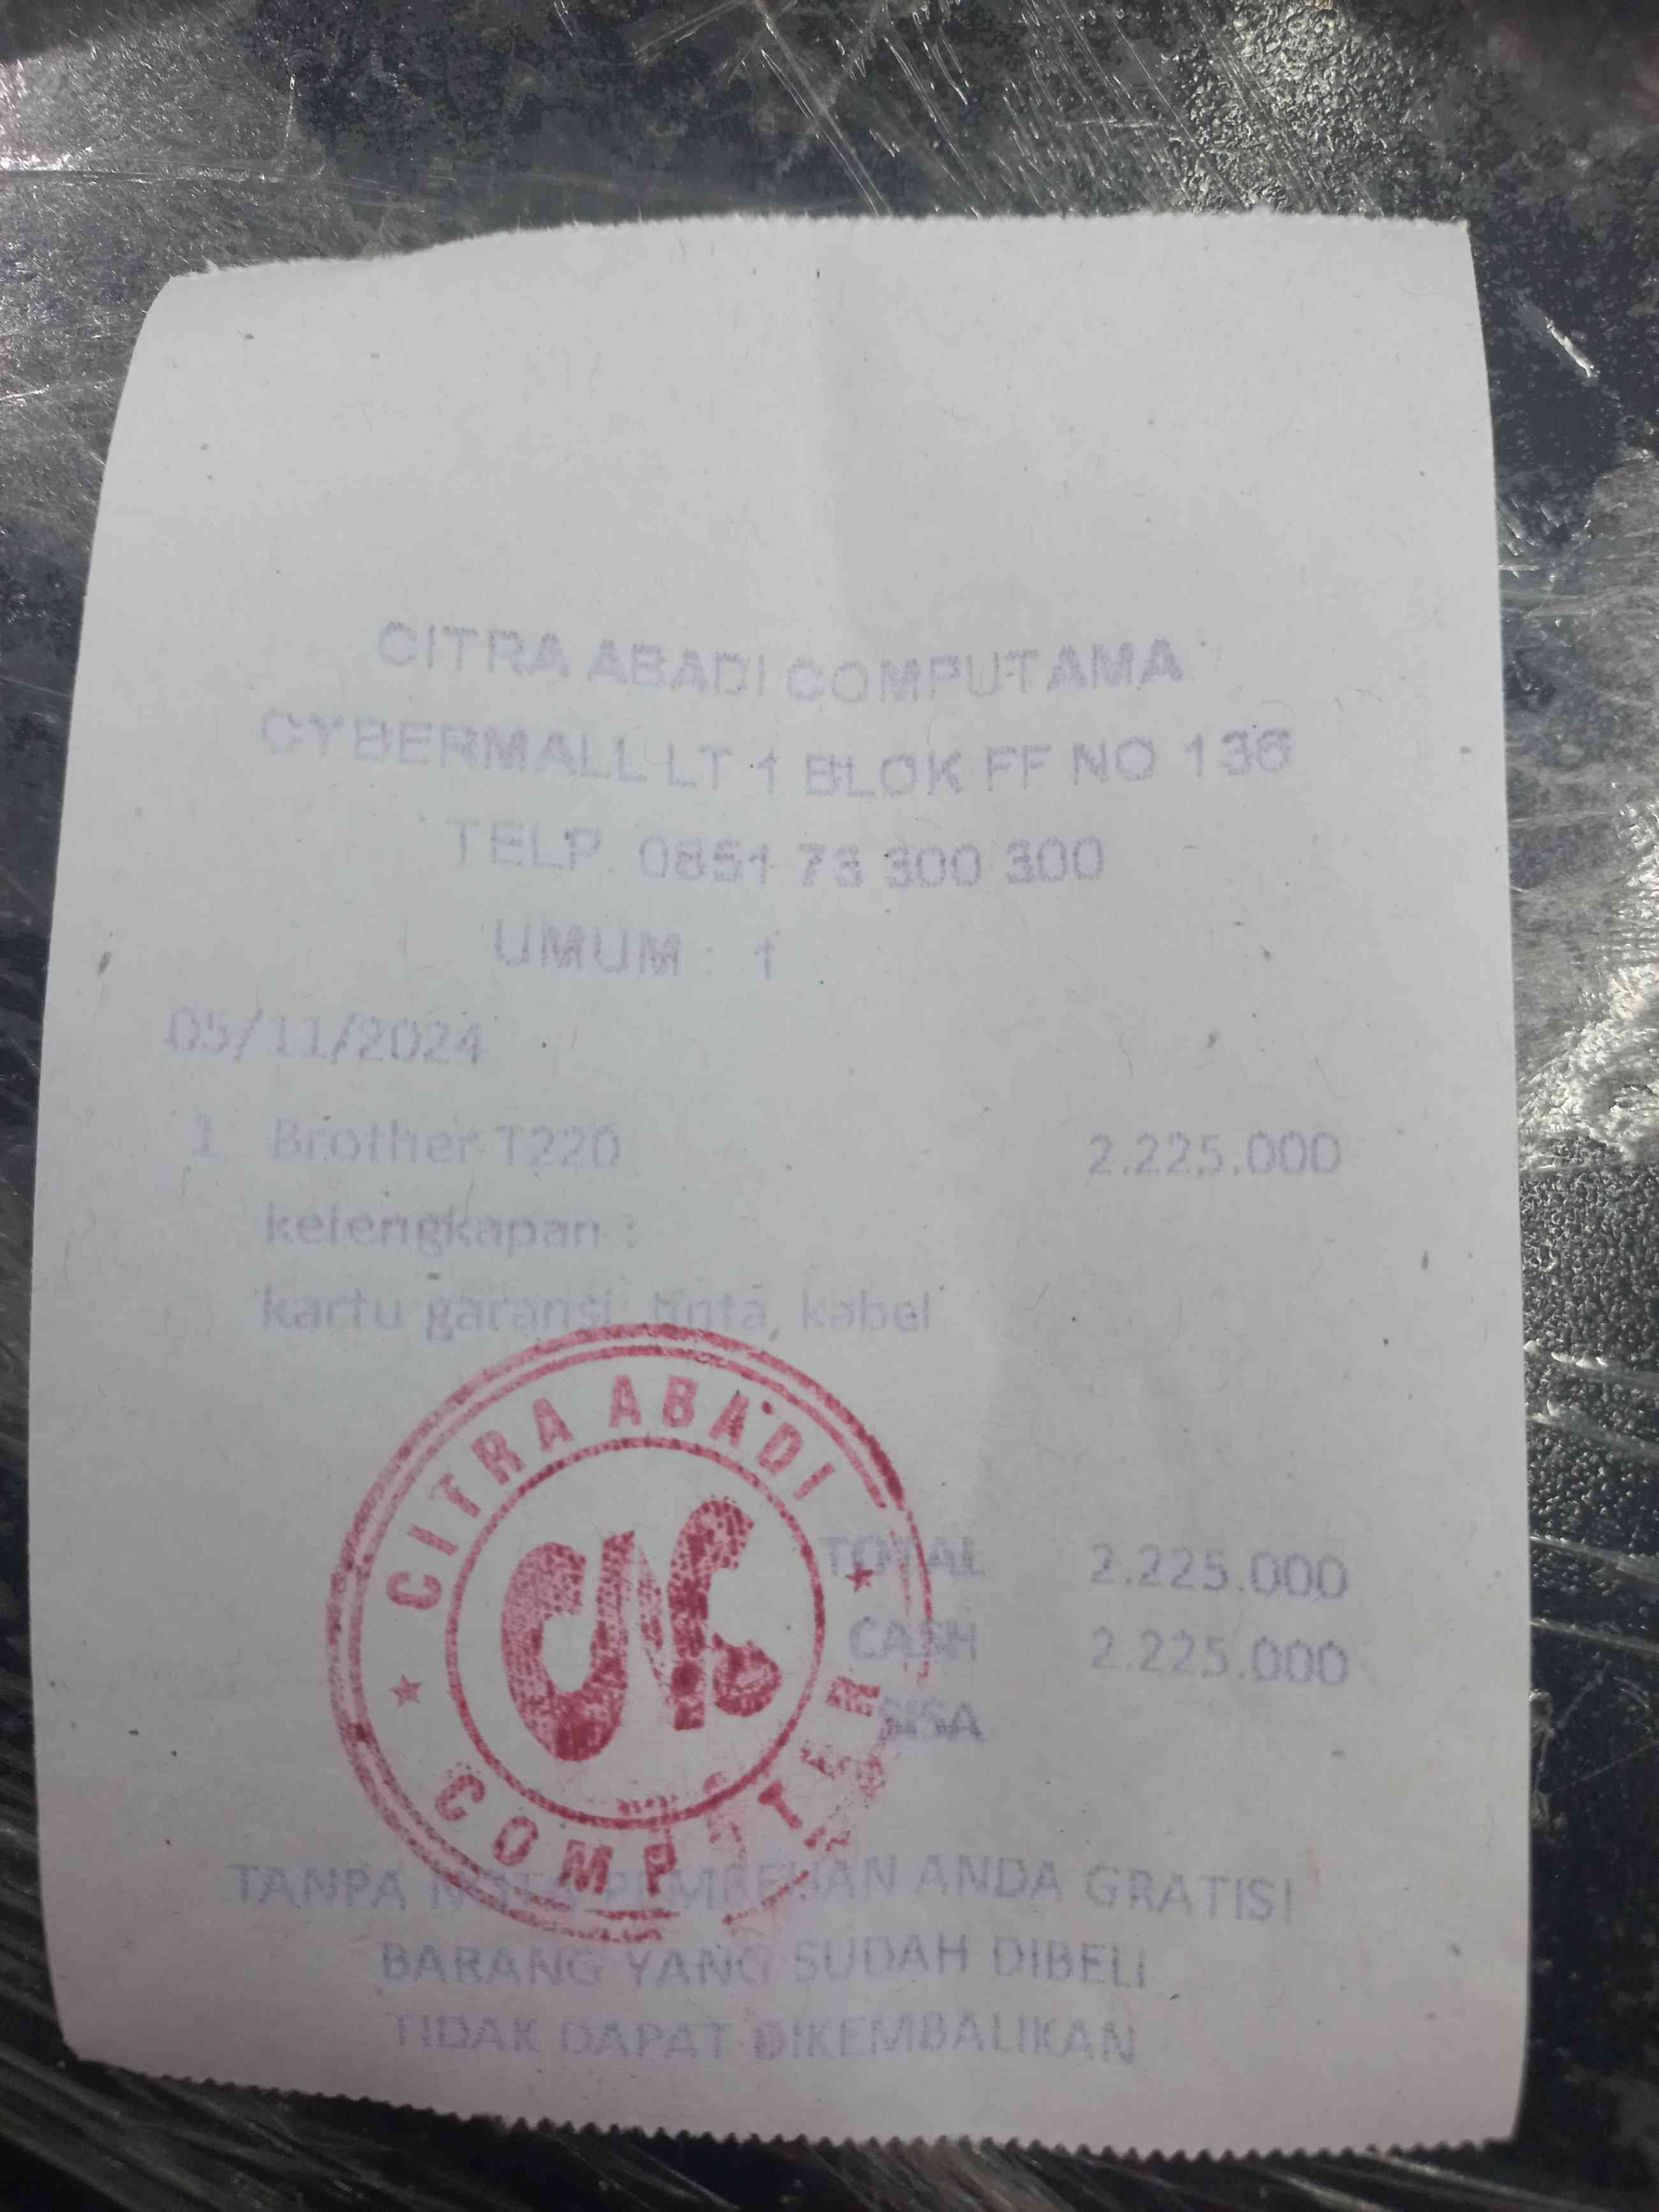 CITRA ABADI COMPUTAMA
CYBERMALL LT 1 BLOK FF NO 136
TELP. 0851 73 300 300
UMUM : 1
05/11/2024
1 Brother T220 2.225.000
kelengkapan :
kartu garansi, tinta, kabel
CITRA ABADI
CAC
COMPUTER
TOTAL 2.225.000
CASH 2.225.000
SISA
TANPA NOTA PEMBELIAN ANDA GRATIS!
BARANG YANG SUDAH DIBELI
TIDAK DAPAT DIKEMBALIKAN